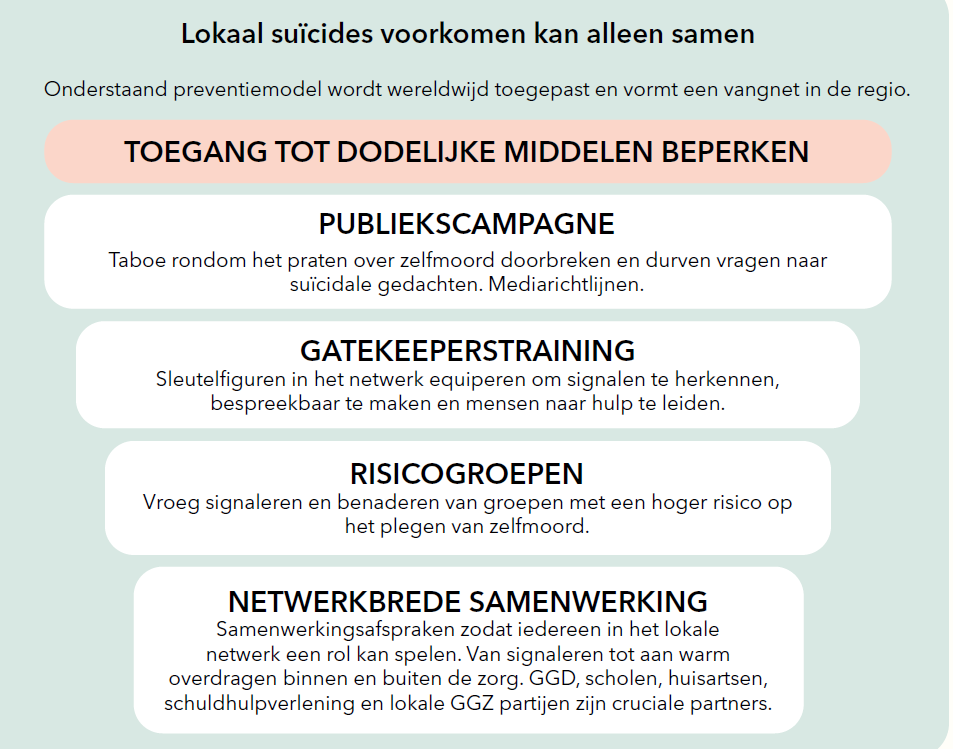 Lokaal suïcides voorkomen kan alleen samen
Onderstaand preventiemodel wordt wereldwijd toegepast en vormt een vangnet in de regio.
TOEGANG TOT DODELIJKE MIDDELEN BEPERKEN
PUBLIEKSCAMPAGNE
Taboe rondom het praten over zelfmoord doorbreken en durven vragen naar
suïcidale gedachten. Mediarichtlijnen.
GATEKEEPERSTRAINING
Sleutelfiguren in het netwerk equiperen om signalen te herkennen,
bespreekbaar te maken en mensen naar hulp te leiden.
RISICOGROEPEN
Vroeg signaleren en benaderen van groepen met een hoger risico op
het plegen van zelfmoord.
NETWERKBREDE SAMENWERKING
Samenwerkingsafspraken zodat iedereen in het lokale
netwerk een rol kan spelen. Van signaleren tot aan warm
overdragen binnen en buiten de zorg. GGD, scholen, huisartsen,
schuldhulpverlening en lokale GGZ partijen zijn cruciale partners.